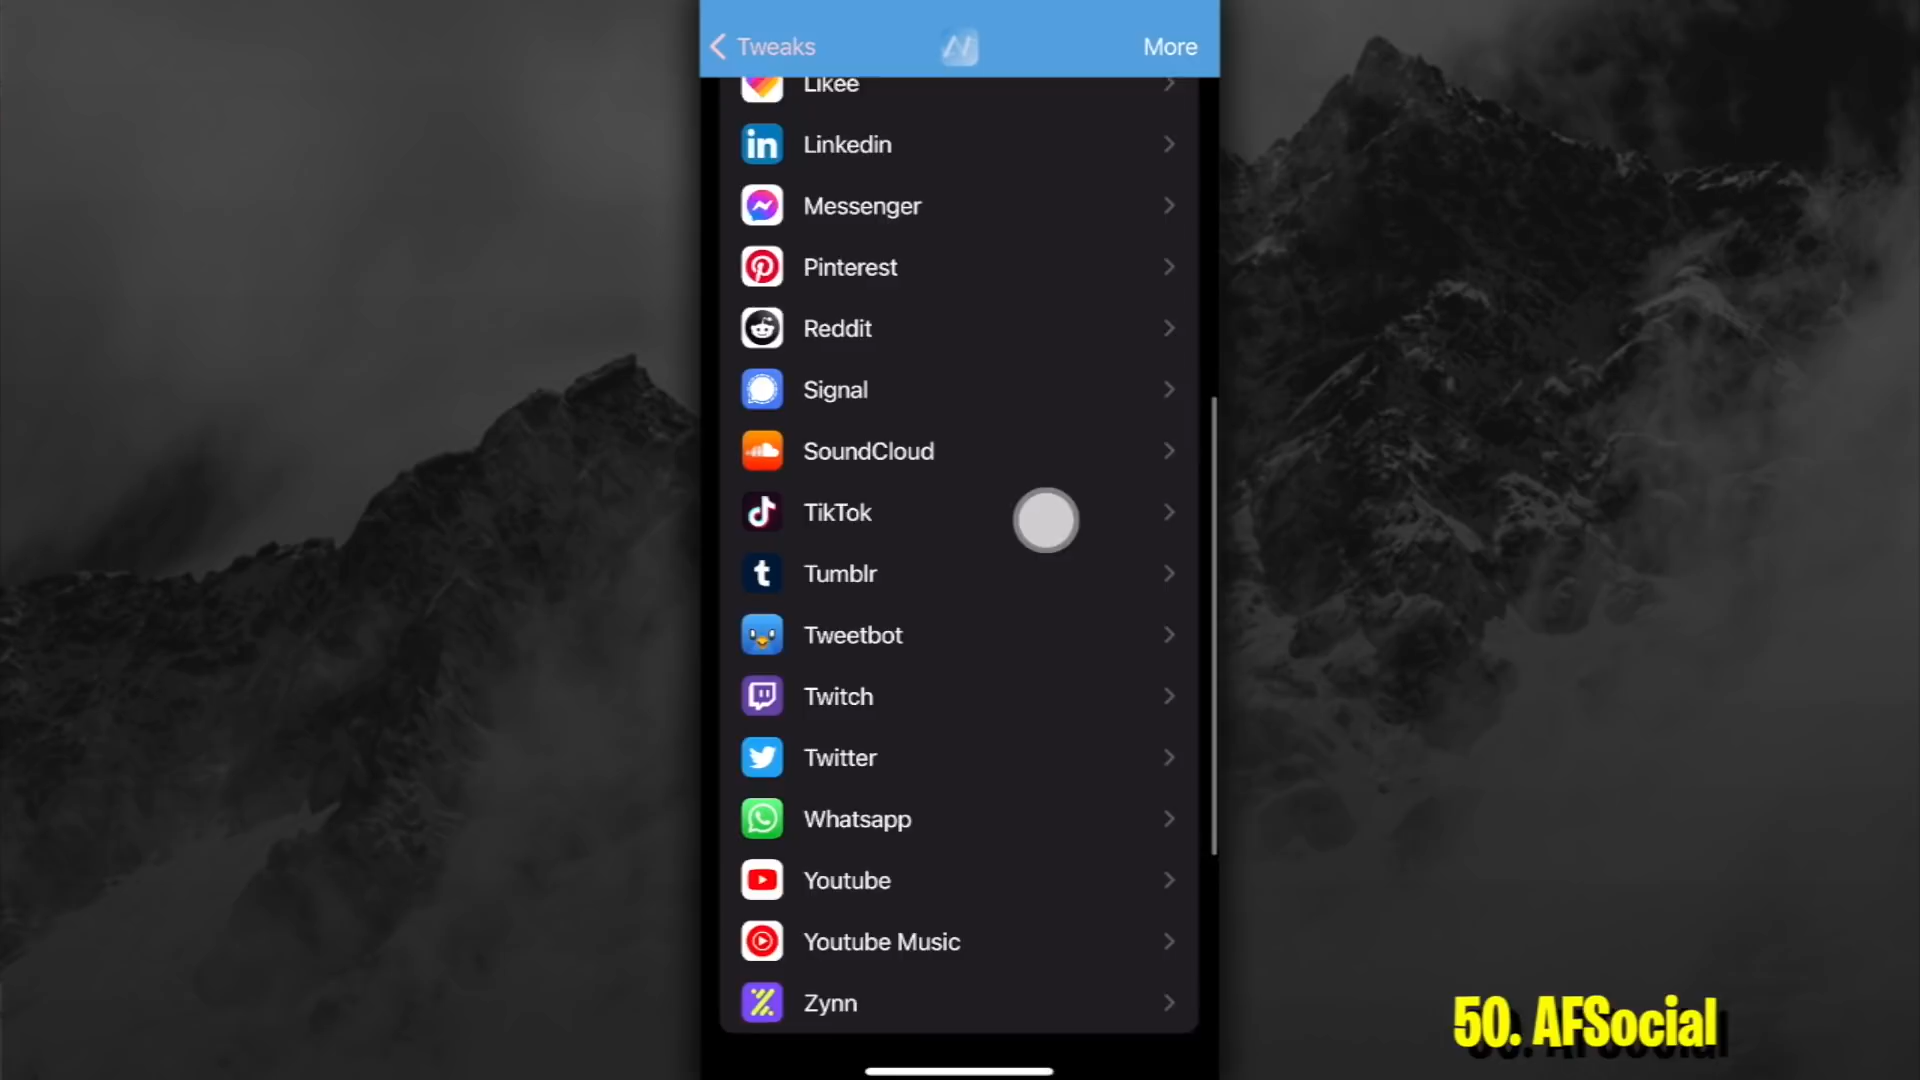 Tweaks
More
Likee
Linkedin
Messenger
Pinterest
Reddit
Signal
SoundCloud
TikTok
Tumblr
Tweetbot
Twitch
Twitter
Whatsapp
Youtube
Youtube Music
Zynn
50. AFSocial